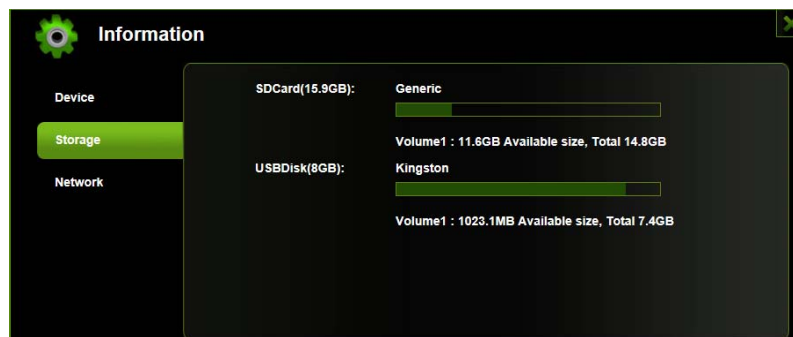 Information
Device
Storage
Network
SDCard(15.9GB): Generic
Volume1 : 11.6GB Available size, Total 14.8GB
USBDisk(8GB): Kingston
Volume1 : 1023.1MB Available size, Total 7.4GB